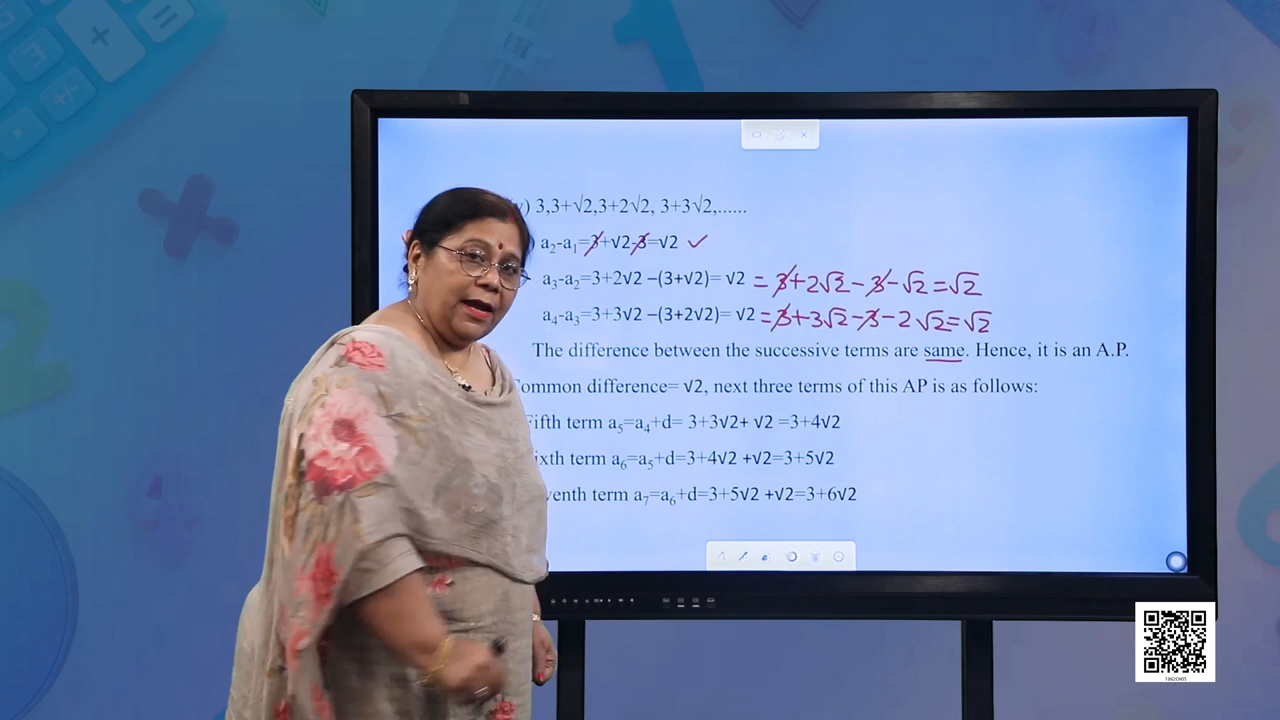 v) 3,3+√2,3+2√2, 3+3√2,......
) a₂-a₁=3+√2-3=√2 ✓
a₃-a₂=3+2√2 –(3+√2)= √2 = 3+2√2-3-√2=√2
a₄-a₃=3+3√2 –(3+2√2)= √2 =3+3√2-3-2√2=√2
The difference between the successive terms are same. Hence, it is an A.P.
Common difference= √2, next three terms of this AP is as follows:
Fifth term a₅=a₄+d= 3+3√2+ √2 =3+4√2
ixth term a₆=a₅+d=3+4√2 +√2=3+5√2
venth term a₇=a₆+d=3+5√2 +√2=3+6√2
1062CH05